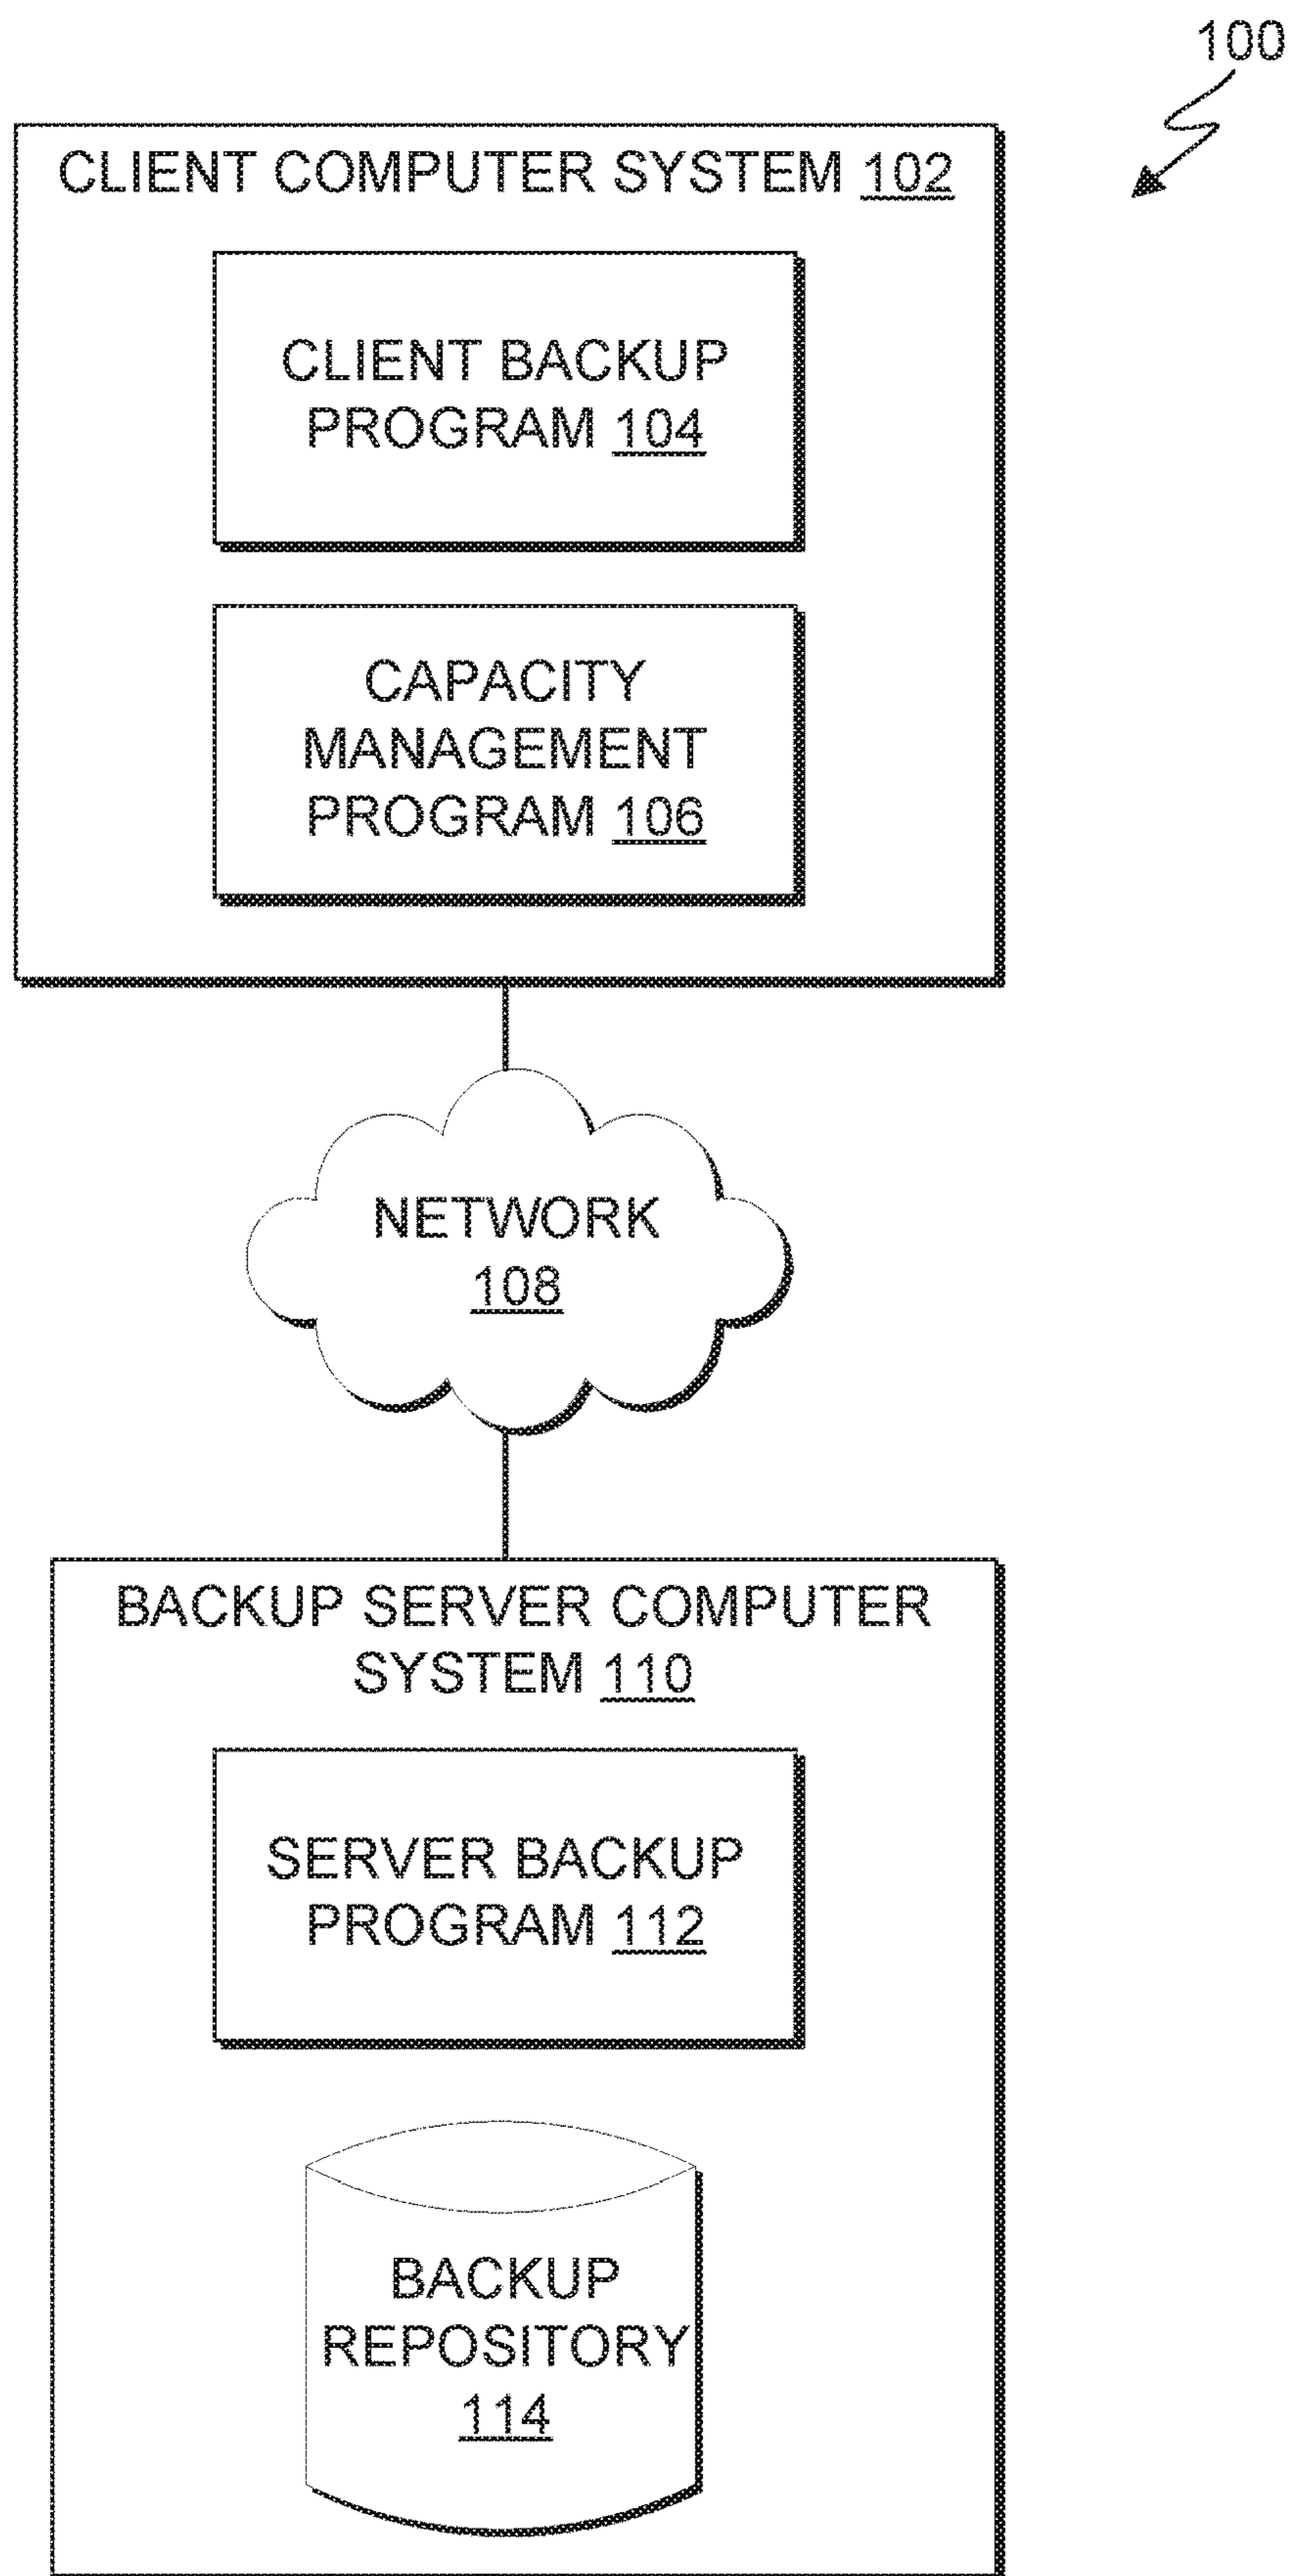 100
CLIENT COMPUTER SYSTEM 102
CLIENT BACKUP
PROGRAM 104
CAPACITY
MANAGEMENT
PROGRAM 106
NETWORK
108
BACKUP SERVER COMPUTER
SYSTEM 110
SERVER BACKUP
PROGRAM 112
BACKUP
REPOSITORY
114